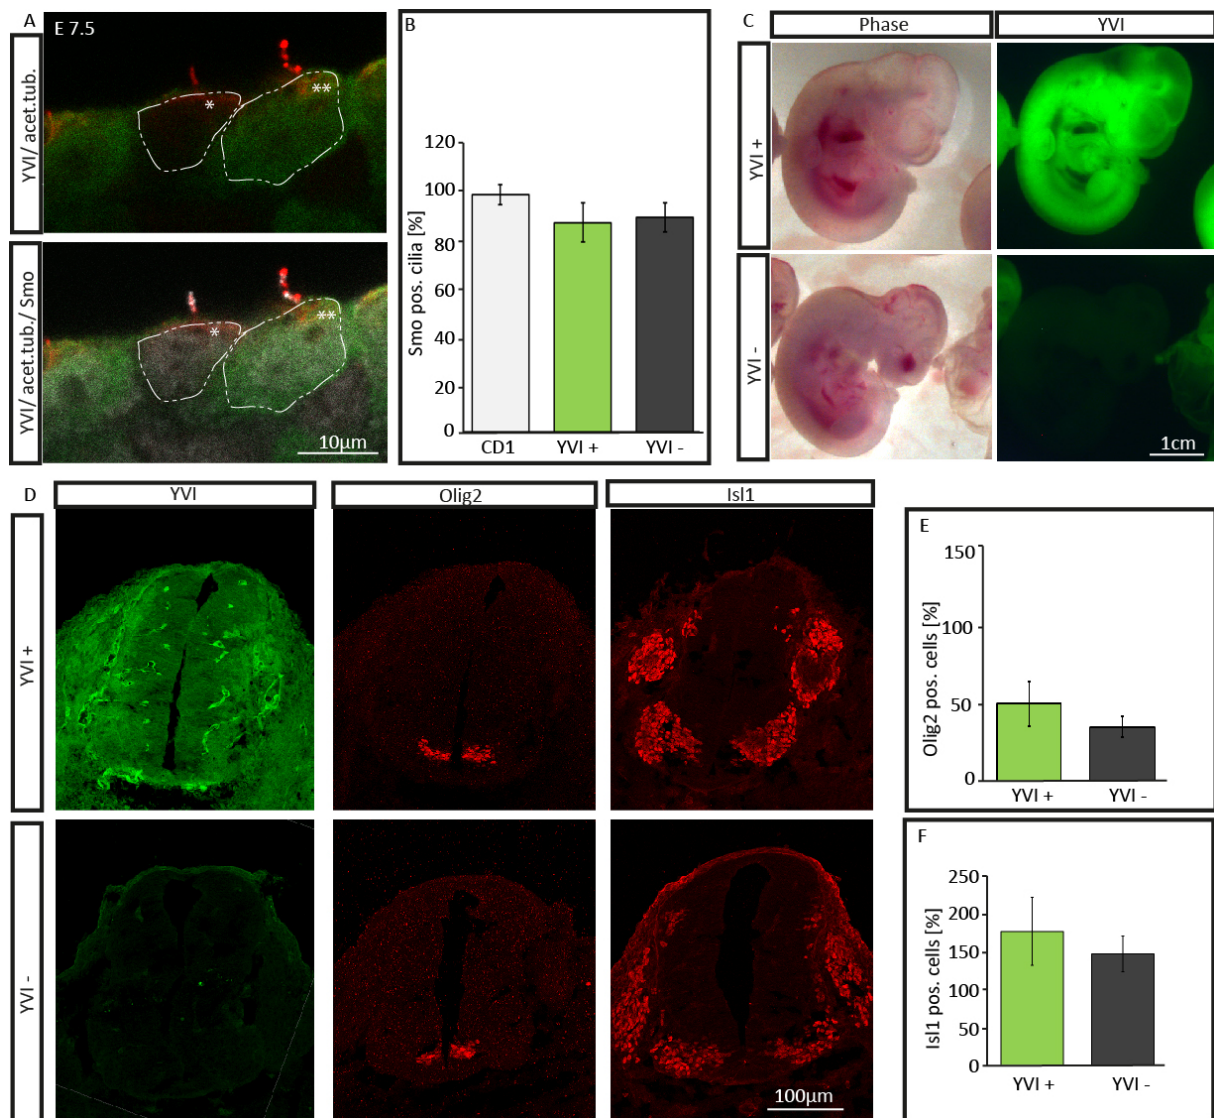 A
E 7.5
YVI/ acet.tub.
*
**
YVI/ acet.tub./ Smo
*
**
10µm
B
Smo pos. cilia [%]
120
100
80
60
40
20
0
CD1 YVI + YVI -
C
Phase YVI
YVI +
YVI -
1cm
D
YVI Olig2 Isl1
YVI +
YVI -
100µm
E
Olig2 pos. cells [%]
150
100
50
0
YVI + YVI -
F
Isl1 pos. cells [%]
250
200
150
100
50
0
YVI + YVI -